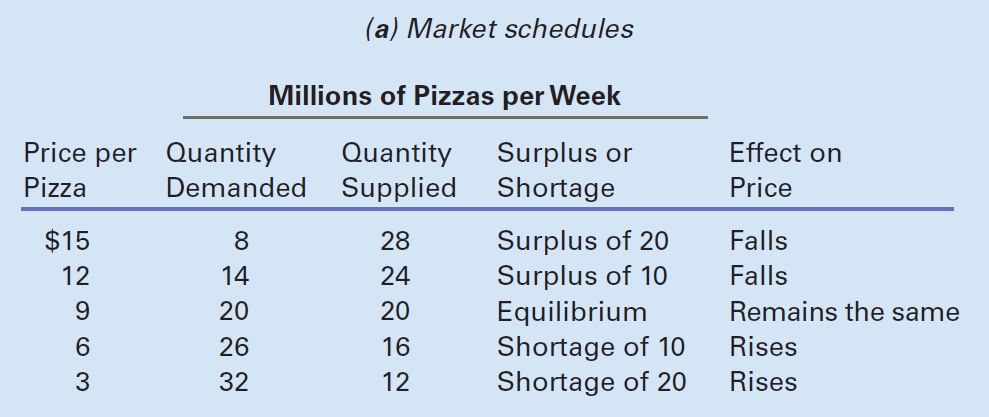 (a) Market schedules
Millions of Pizzas per Week
Price per Pizza Quantity Demanded Quantity Supplied Surplus or Shortage Effect on Price
$15 8 28 Surplus of 20 Falls
12 14 24 Surplus of 10 Falls
9 20 20 Equilibrium Remains the same
6 26 16 Shortage of 10 Rises
3 32 12 Shortage of 20 Rises